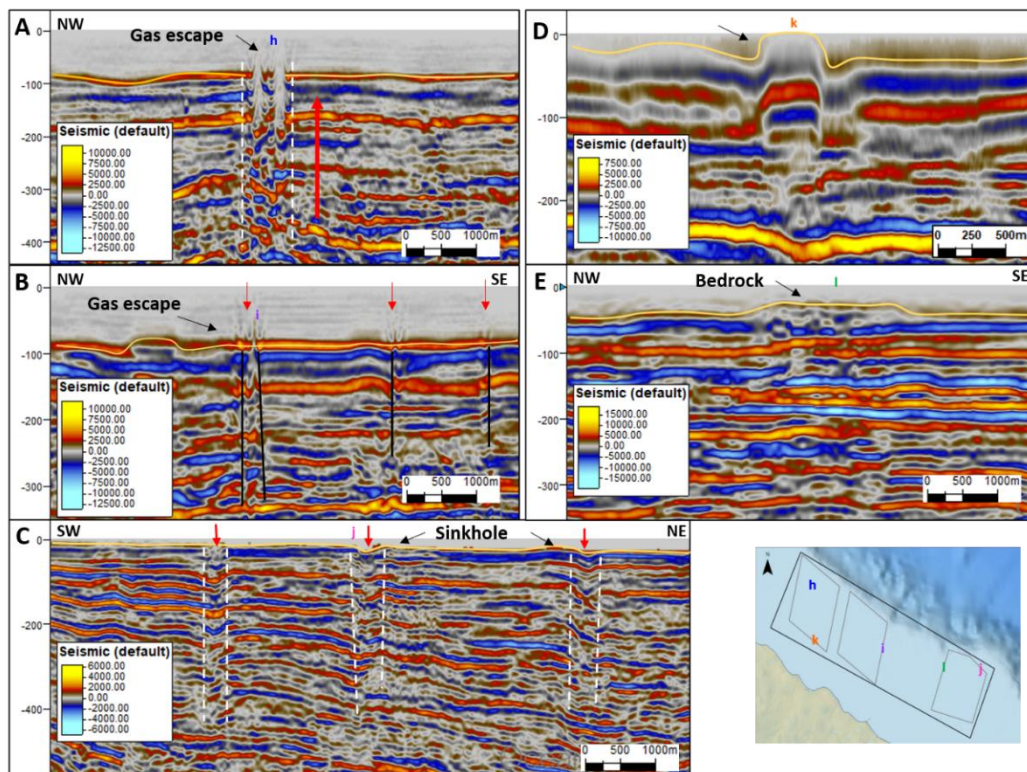 A NW
Gas escape h
0
-100
-200
-300
-400
Seismic (default)
10000.00
7500.00
5000.00
2500.00
0.00
-2500.00
-5000.00
-7500.00
-10000.00
-12500.00
0 500 1000m
B NW SE
Gas escape i
0
-100
-200
-300
Seismic (default)
10000.00
7500.00
5000.00
2500.00
0.00
-2500.00
-5000.00
-7500.00
-10000.00
-12500.00
0 500 1000m
C SW j Sinkhole NE
0
-200
-400
Seismic (default)
6000.00
4000.00
2000.00
0.00
-2000.00
-4000.00
-6000.00
0 500 1000m
D k
0
-100
-200
Seismic (default)
7500.00
5000.00
2500.00
0.00
-2500.00
-5000.00
-7500.00
-10000.00
0 250 500m
E NW SE
Bedrock l
0
-100
-200
-300
Seismic (default)
15000.00
10000.00
5000.00
0.00
-5000.00
-10000.00
-15000.00
0 500 1000m
N
h
k
i
l
j